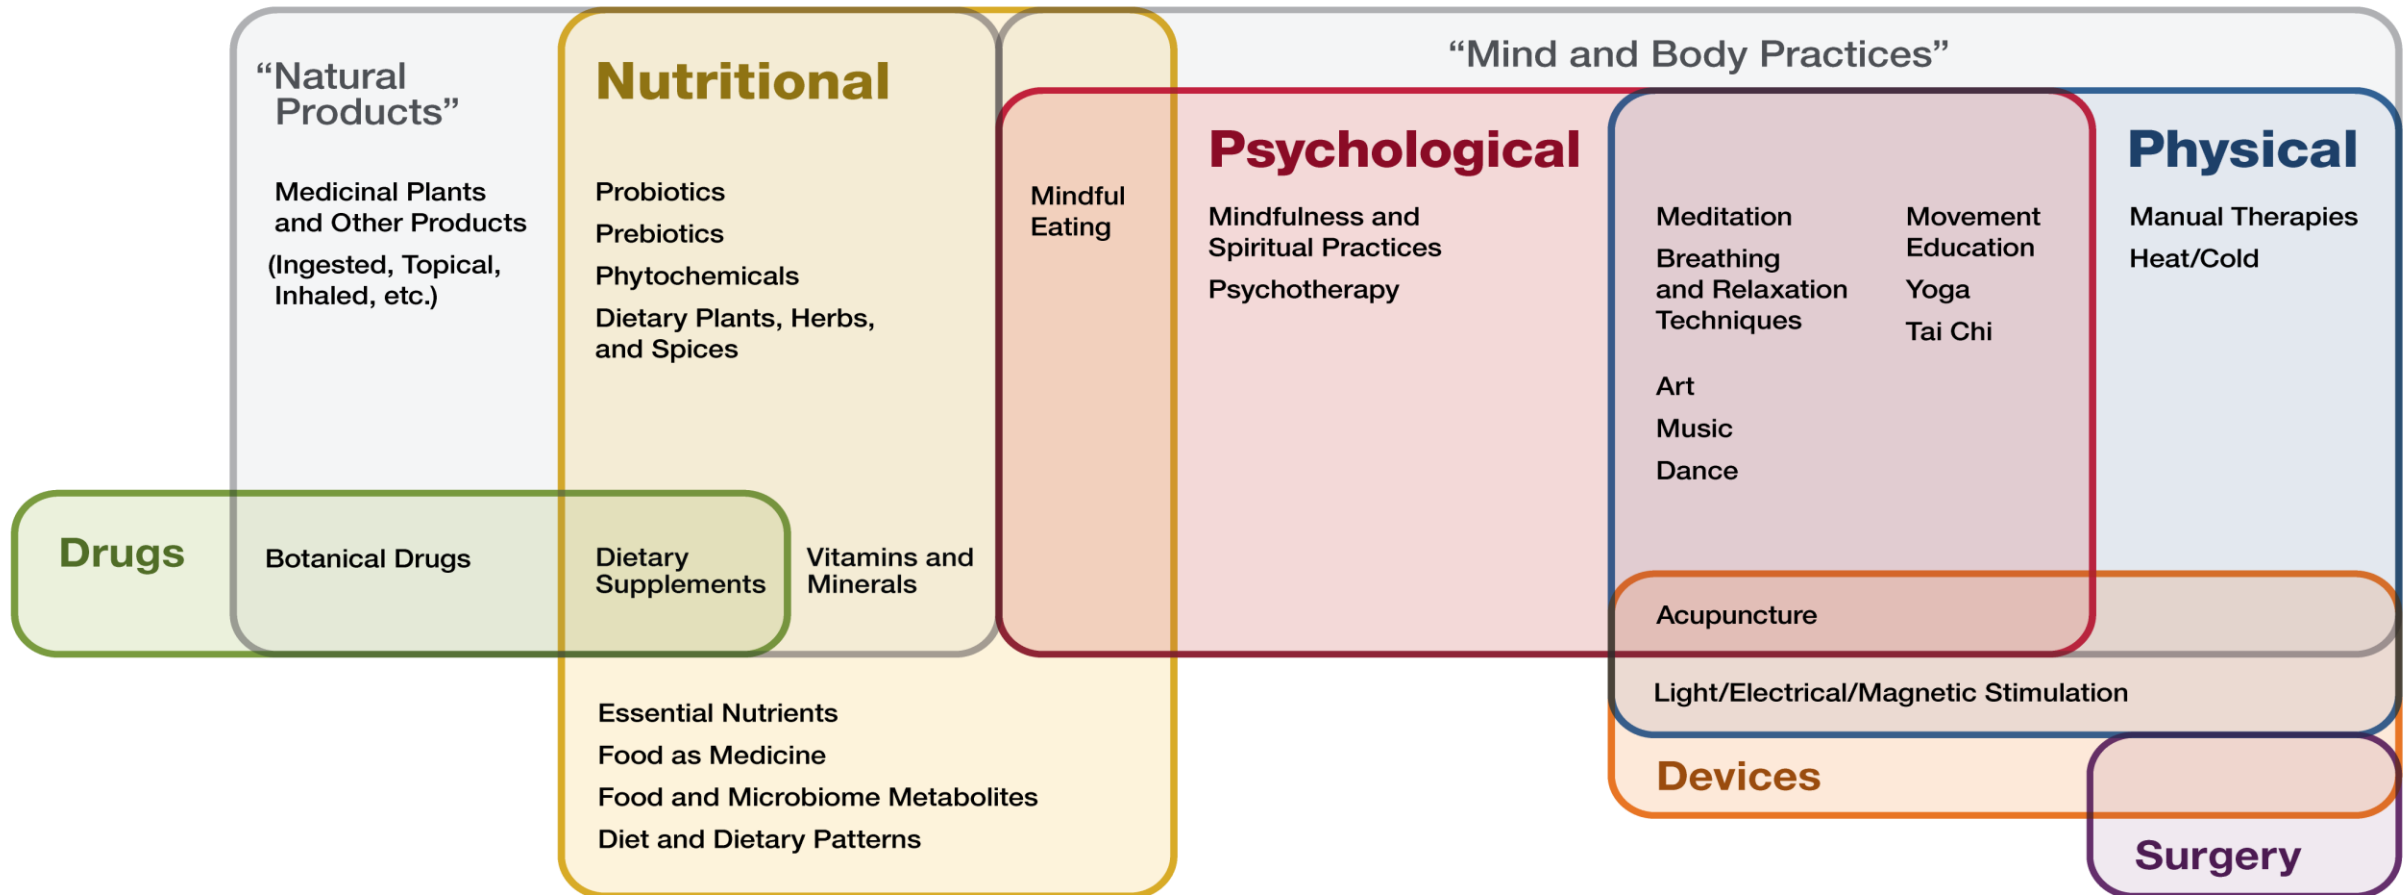 “Natural
Products”
Medicinal Plants
and Other Products
(Ingested, Topical,
Inhaled, etc.)
Nutritional
Probiotics
Prebiotics
Phytochemicals
Dietary Plants, Herbs,
and Spices
Mindful
Eating
“Mind and Body Practices”
Psychological
Mindfulness and
Spiritual Practices
Psychotherapy
Meditation
Breathing
and Relaxation
Techniques
Art
Music
Dance
Movement
Education
Yoga
Tai Chi
Physical
Manual Therapies
Heat/Cold
Drugs
Botanical Drugs
Dietary
Supplements
Vitamins and
Minerals
Acupuncture
Light/Electrical/Magnetic Stimulation
Essential Nutrients
Food as Medicine
Food and Microbiome Metabolites
Diet and Dietary Patterns
Devices
Surgery